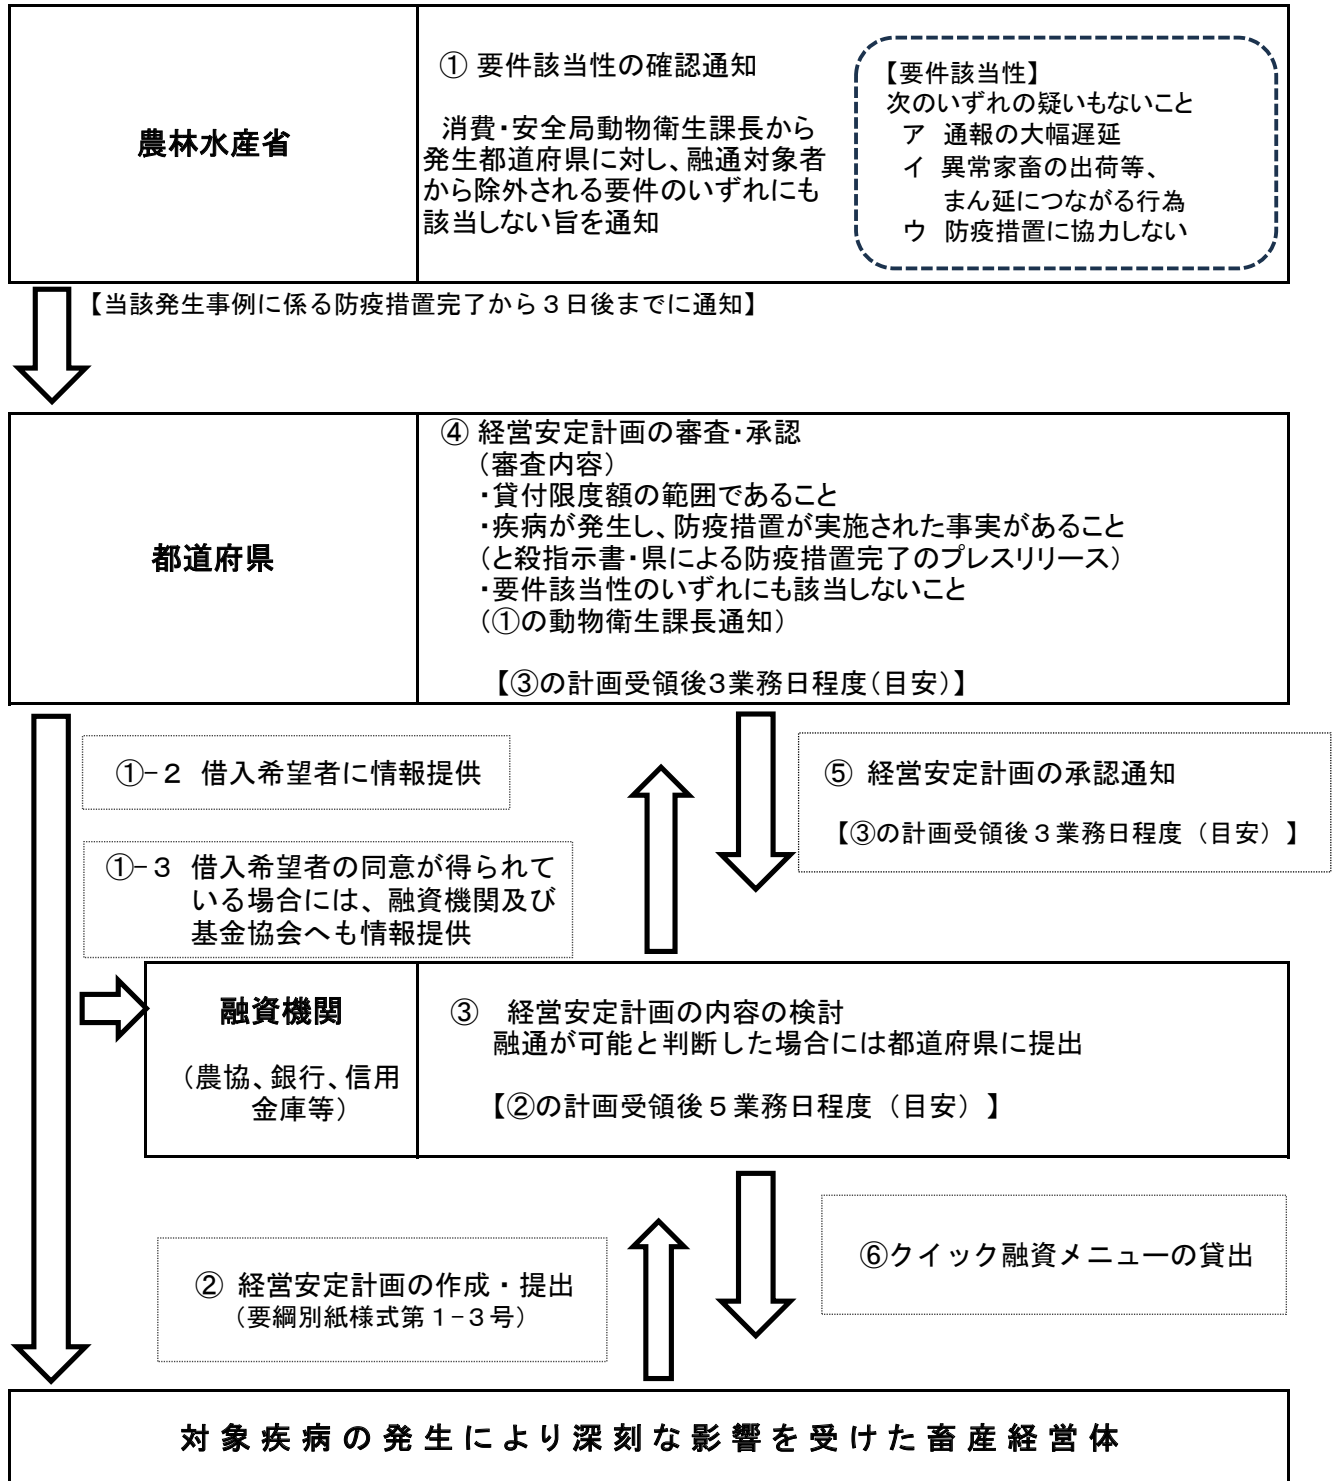 農林水産省
① 要件該当性の確認通知
消費・安全局動物衛生課長から
発生都道府県に対し、融通対象者
から除外される要件のいずれにも
該当しない旨を通知
【要件該当性】
次のいずれの疑いもないこと
ア 通報の大幅遅延
イ 異常家畜の出荷等、
まん延につながる行為
ウ 防疫措置に協力しない
【当該発生事例に係る防疫措置完了から3日後までに通知】
都道府県
④ 経営安定計画の審査・承認
(審査内容)
・貸付限度額の範囲であること
・疾病が発生し、防疫措置が実施された事実があること
(と殺指示書・県による防疫措置完了のプレスリリース)
・要件該当性のいずれにも該当しないこと
(①の動物衛生課長通知)
【③の計画受領後3業務日程度(目安)】
①-2 借入希望者に情報提供
①-3 借入希望者の同意が得られて
いる場合には、融資機関及び
基金協会へも情報提供
⑤ 経営安定計画の承認通知
【③の計画受領後3業務日程度(目安)】
融資機関
(農協、銀行、信用
金庫等)
③ 経営安定計画の内容の検討
融通が可能と判断した場合には都道府県に提出
【②の計画受領後5業務日程度(目安)】
② 経営安定計画の作成・提出
(要綱別紙様式第1-3号)
⑥クイック融資メニューの貸出
対象疾病の発生により深刻な影響を受けた畜産経営体